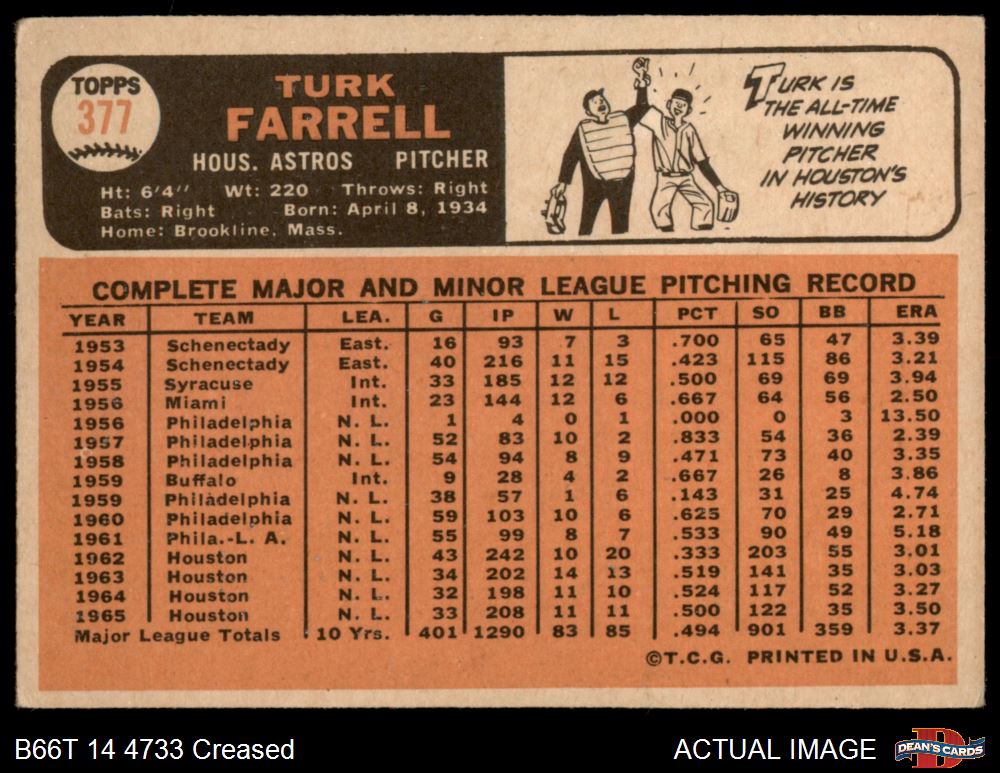 TOPPS
377
TURK
FARRELL
HOUS. ASTROS PITCHER
Ht: 6'4" Wt: 220 Throws: Right
Bats: Right Born: April 8, 1934
Home: Brookline, Mass.
TURK IS
THE ALL-TIME
WINNING
PITCHER
IN HOUSTON'S
HISTORY
COMPLETE MAJOR AND MINOR LEAGUE PITCHING RECORD
YEAR TEAM LEA. G IP W L PCT SO BB ERA
1953 Schenectady East. 16 93 7 3 .700 65 47 3.39
1954 Schenectady East. 40 216 11 15 .423 115 86 3.21
1955 Syracuse Int. 33 185 12 12 .500 69 69 3.94
1956 Miami Int. 23 144 12 6 .667 64 56 2.50
1956 Philadelphia N. L. 1 4 0 1 .000 0 3 13.50
1957 Philadelphia N. L. 52 83 10 2 .833 54 36 2.39
1958 Philadelphia N. L. 54 94 8 9 .471 73 40 3.35
1959 Buffalo Int. 9 28 4 2 .667 26 8 3.86
1959 Philadelphia N. L. 38 57 1 6 .143 31 25 4.74
1960 Philadelphia N. L. 59 103 10 6 .625 70 29 2.71
1961 Phila.-L. A. N. L. 55 99 8 7 .533 90 49 5.18
1962 Houston N. L. 43 242 10 20 .333 203 55 3.01
1963 Houston N. L. 34 202 14 13 .519 141 35 3.03
1964 Houston N. L. 32 198 11 10 .524 117 52 3.27
1965 Houston N. L. 33 208 11 11 .500 122 35 3.50
Major League Totals 10 Yrs. 401 1290 83 85 .494 901 359 3.37
©T.C.G. PRINTED IN U.S.A.
B66T 14 4733 Creased
ACTUAL IMAGE
DEAN'S CARDS